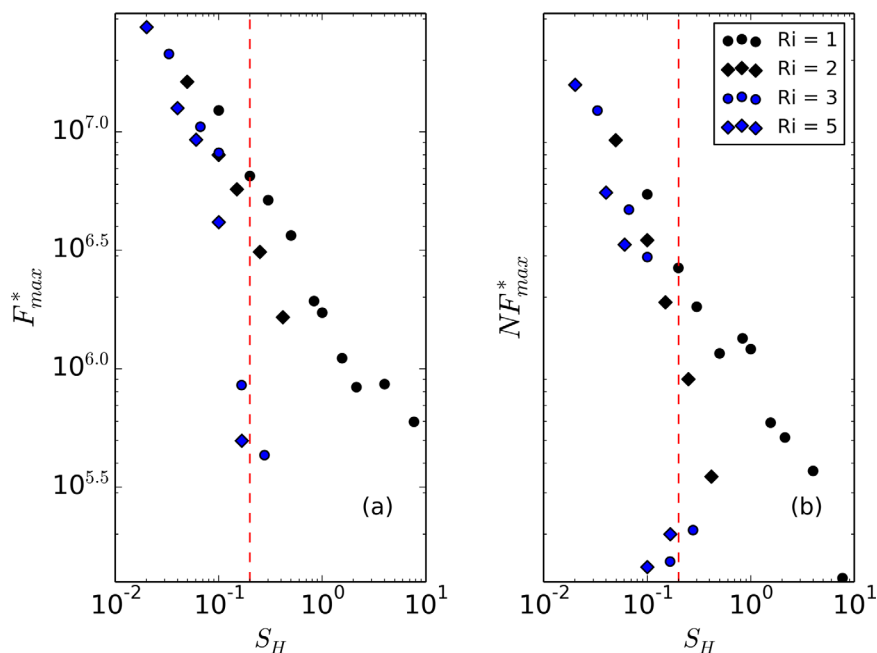 10^7.0
10^6.5
10^6.0
10^5.5
F*max
(a)
10^-2
10^-1
10^0
10^1
S_H
Ri = 1
Ri = 2
Ri = 3
Ri = 5
NF*max
(b)
10^-2
10^-1
10^0
10^1
S_H